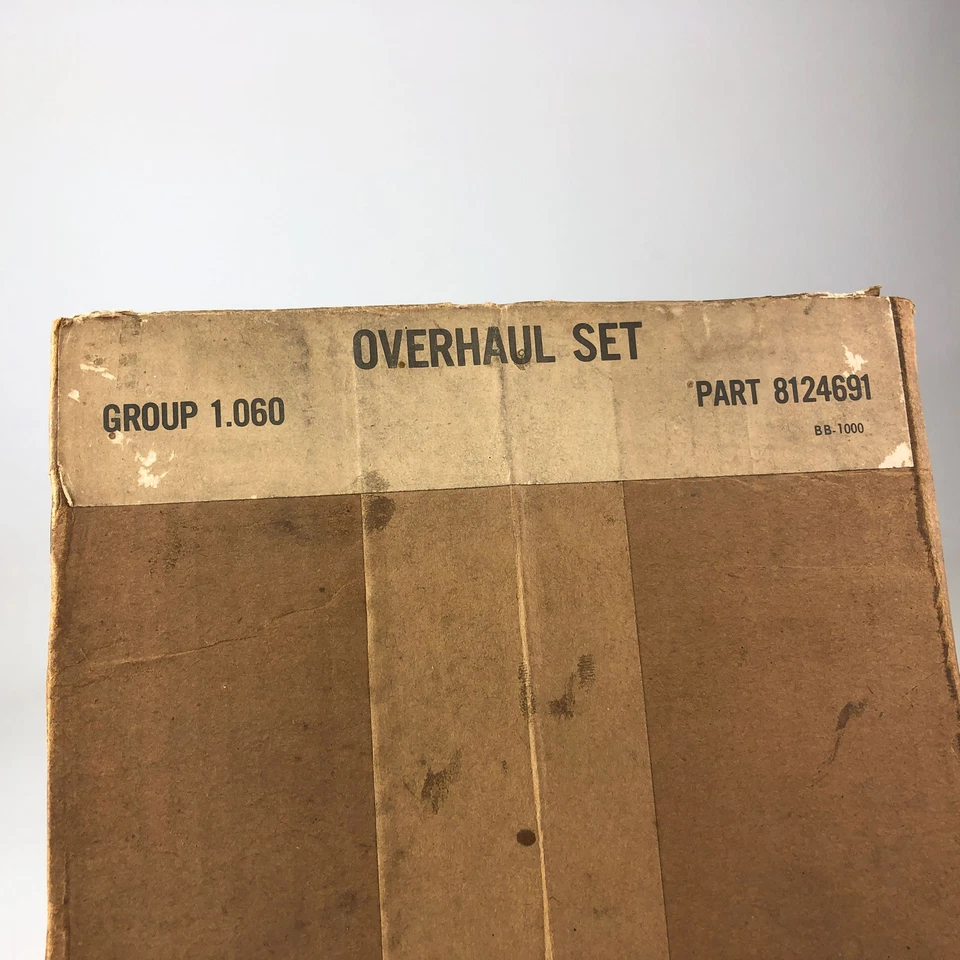 OVERHAUL SET
GROUP 1.060
PART 8124691
BB-1000